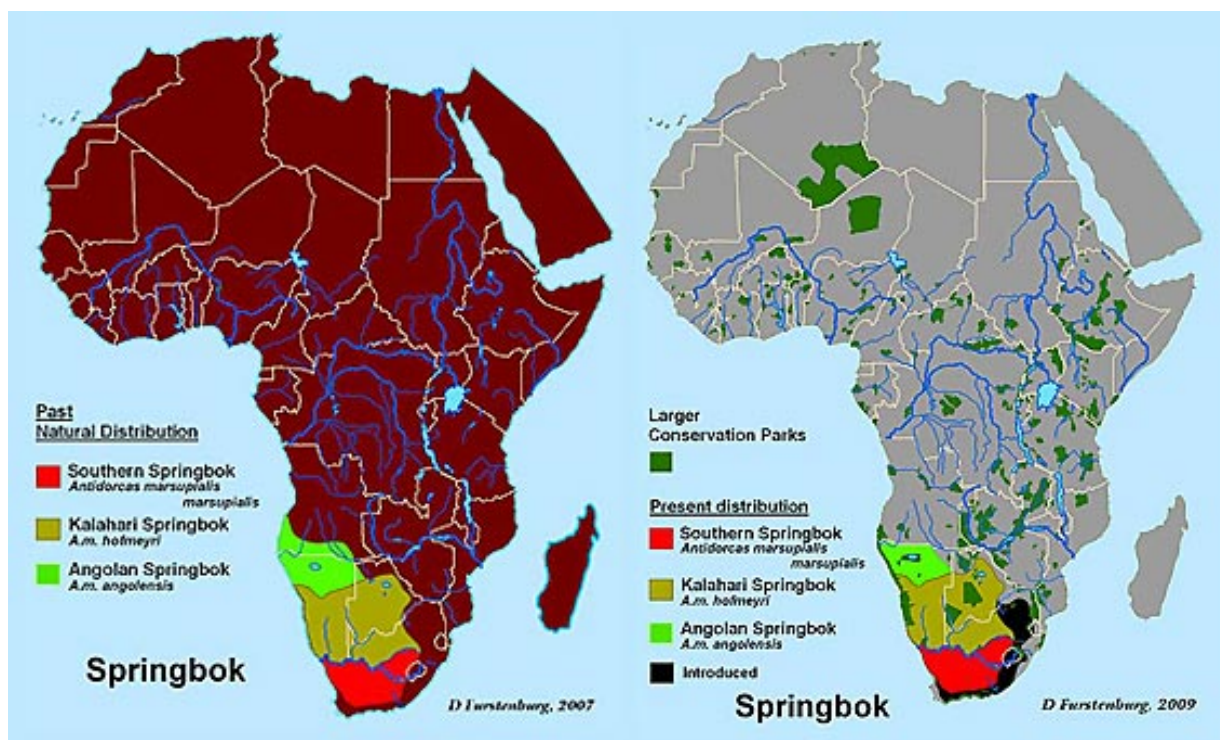 Past
Natural Distribution
Southern Springbok
Antidorcas marsupialis
marsupialis
Kalahari Springbok
A.m. hofmeyri
Angolan Springbok
A.m. angolensis
Springbok
D Furstenburg, 2007
Larger
Conservation Parks
Present distribution
Southern Springbok
Antidorcas marsupialis
marsupialis
Kalahari Springbok
A.m. hofmeyri
Angolan Springbok
A.m. angolensis
Introduced
Springbok
D Furstenburg, 2009